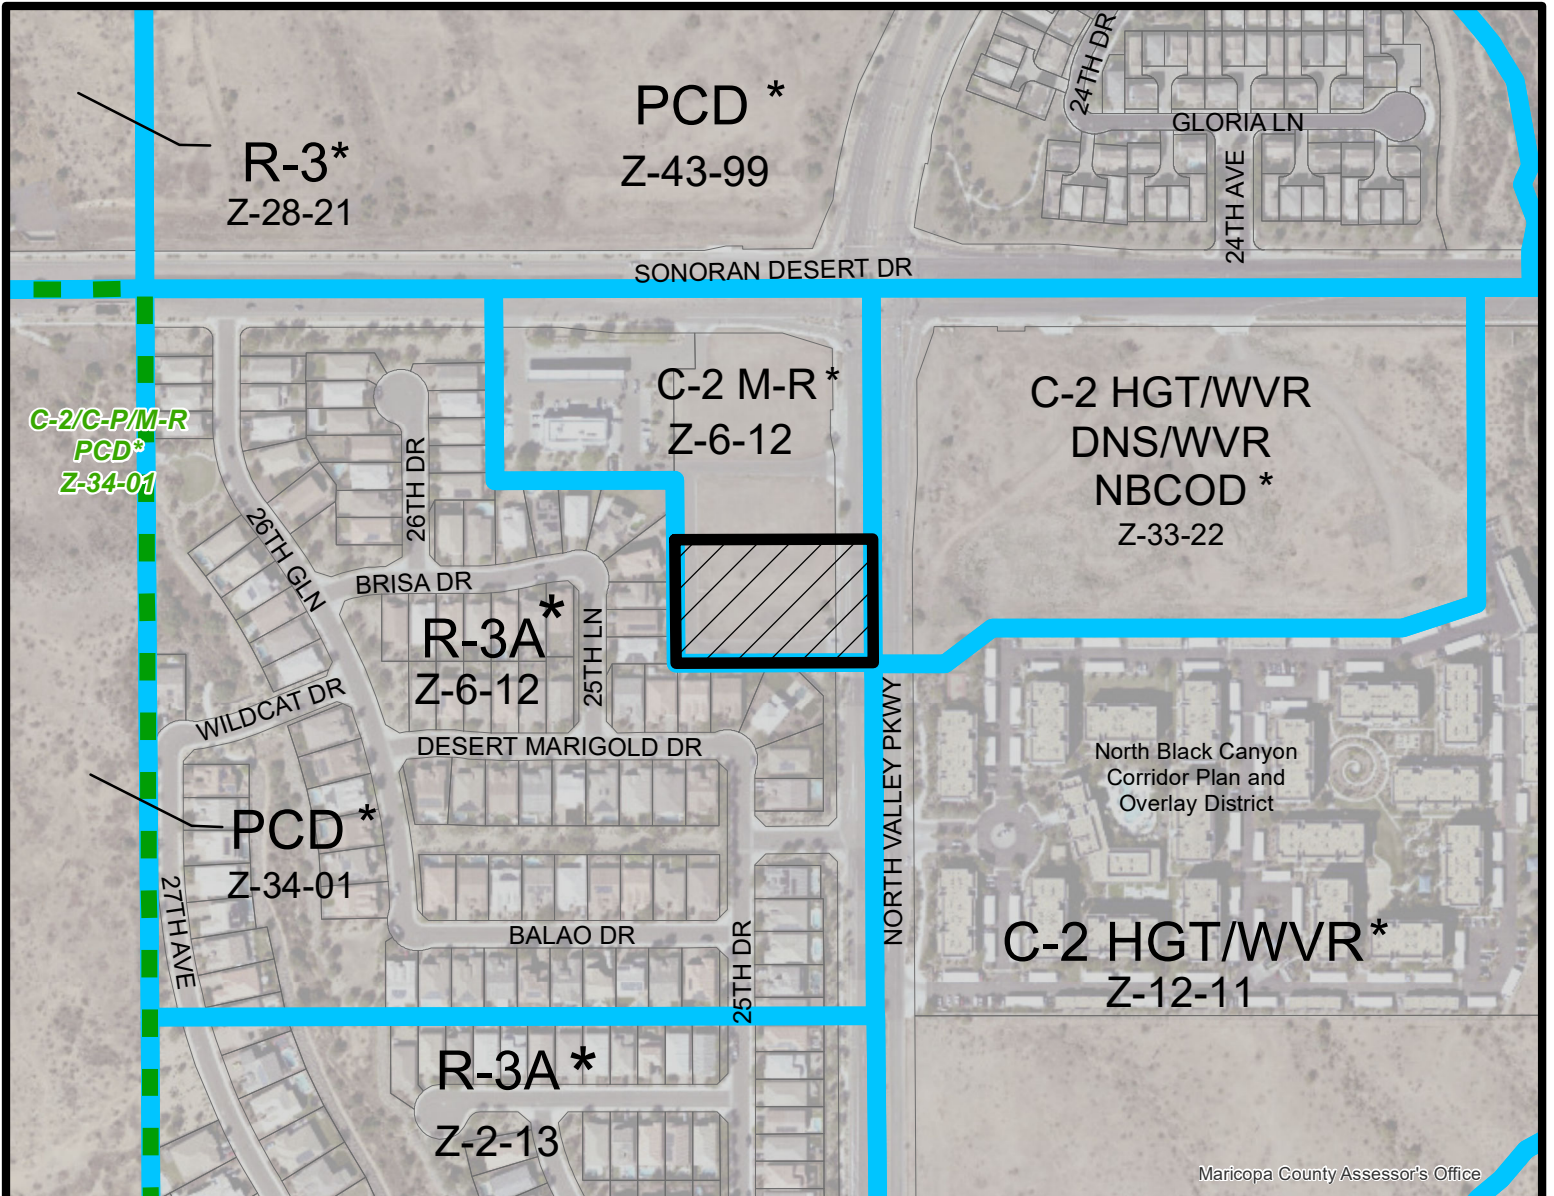 24TH DR
PCD *
Z-43-99
R-3*
Z-28-21
GLORIA LN
24TH AVE
SONORAN DESERT DR
C-2 M-R *
Z-6-12
C-2 HGT/WVR
DNS/WVR
NBCOD *
Z-33-22
C-2/C-P/M-R
PCD*
Z-34-01
26TH DR
26TH GLN
BRISA DR
R-3A*
Z-6-12
25TH LN
WILDCAT DR
DESERT MARIGOLD DR
NORTH VALLEY PKWY
North Black Canyon
Corridor Plan and
Overlay District
PCD *
Z-34-01
27TH AVE
BALAO DR
25TH DR
C-2 HGT/WVR *
Z-12-11
R-3A *
Z-2-13
Maricopa County Assessor's Office